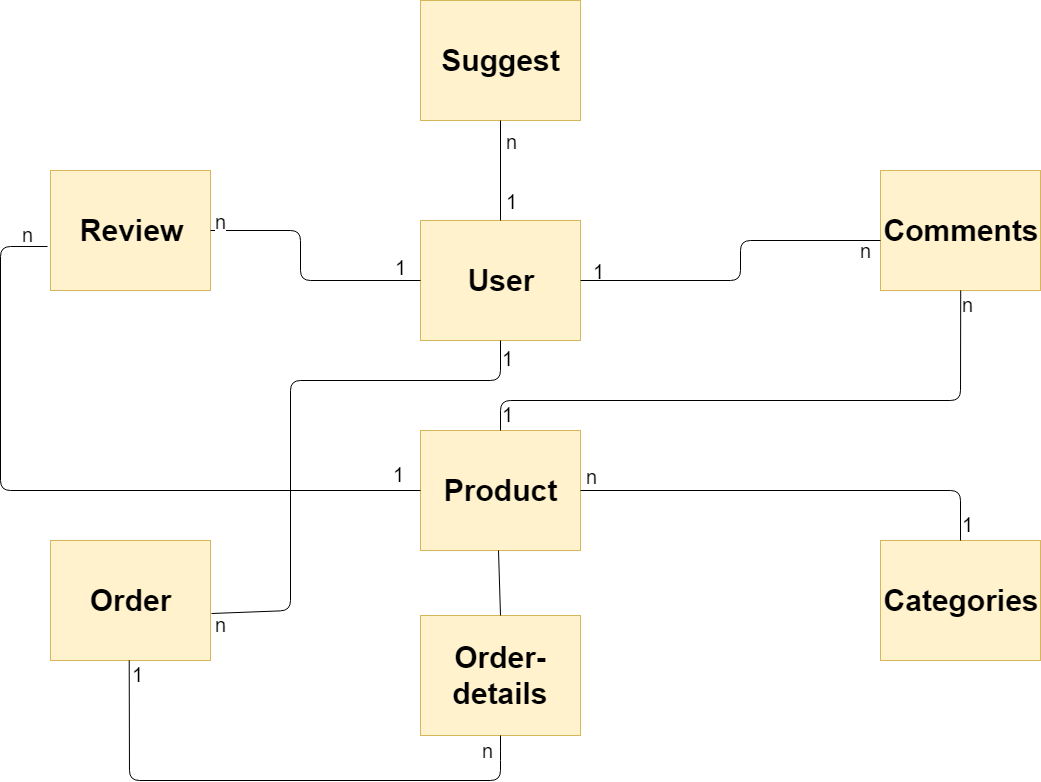 Suggest
n
1
Review
n
n
1
User
1
n
Comments
n
1
1
1
Product
n
1
Order
n
1
Categories
Order-
details
n